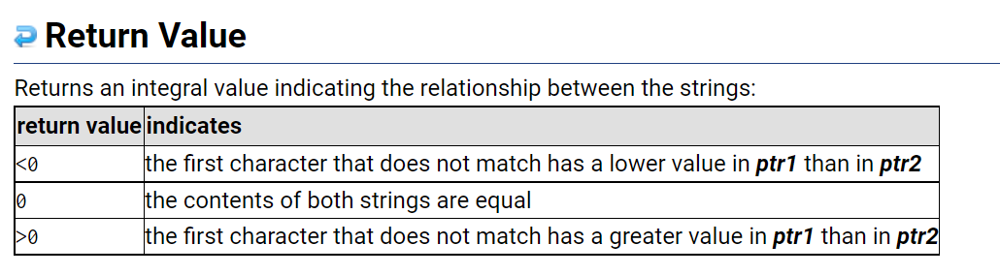 Return Value
Returns an integral value indicating the relationship between the strings:
return value indicates
<0 the first character that does not match has a lower value in ptr1 than in ptr2
0 the contents of both strings are equal
>0 the first character that does not match has a greater value in ptr1 than in ptr2